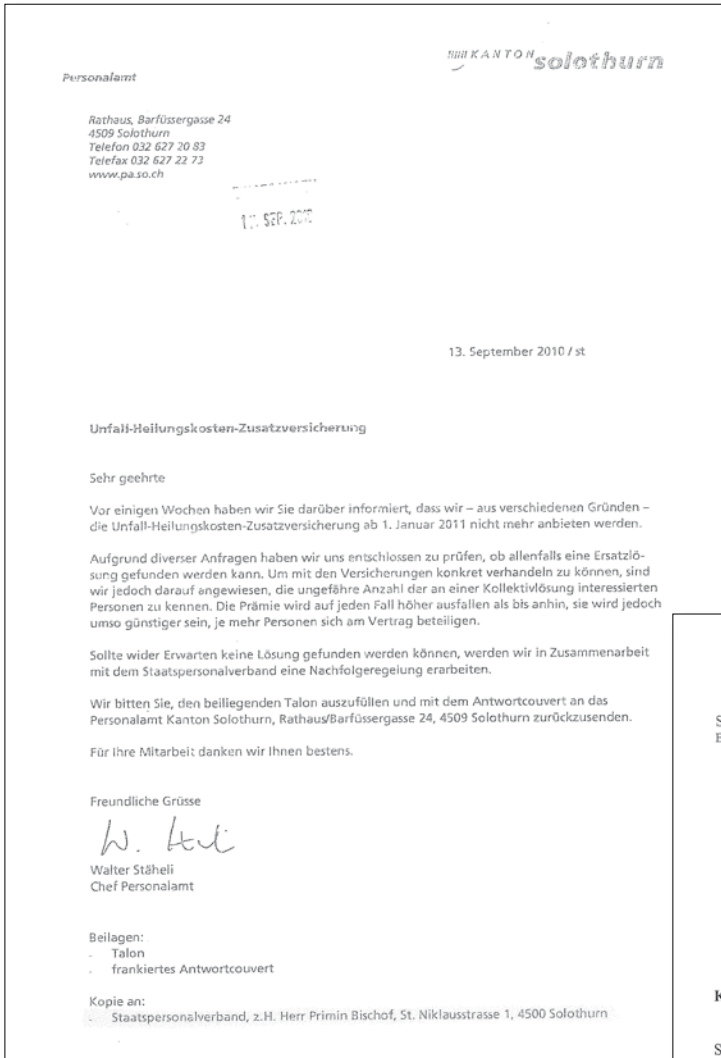 KANTON solothurn
Personalamt
Rathaus, Barfüssergasse 24
4509 Solothurn
Telefon 032 627 20 83
Telefax 032 627 22 73
www.pa.so.ch
SEP. 2010
13. September 2010 / st
Unfall-Heilungskosten-Zusatzversicherung
Sehr geehrte
Vor einigen Wochen haben wir Sie darüber informiert, dass wir – aus verschiedenen Gründen –
die Unfall-Heilungskosten-Zusatzversicherung ab 1. Januar 2011 nicht mehr anbieten werden.
Aufgrund diverser Anfragen haben wir uns entschlossen zu prüfen, ob allenfalls eine Ersatzlö-
sung gefunden werden kann. Um mit den Versicherungen konkret verhandeln zu können, sind
wir jedoch darauf angewiesen, die ungefähre Anzahl der an einer Kollektivlösung interessierten
Personen zu kennen. Die Prämie wird auf jeden Fall höher ausfallen als bis anhin, sie wird jedoch
umso günstiger sein, je mehr Personen sich am Vertrag beteiligen.
Sollte wider Erwarten keine Lösung gefunden werden können, werden wir in Zusammenarbeit
mit dem Staatspersonalverband eine Nachfolgeregelung erarbeiten.
Wir bitten Sie, den beiliegenden Talon auszufüllen und mit dem Antwortcouvert an das
Personalamt Kanton Solothurn, Rathaus/Barfüssergasse 24, 4509 Solothurn zurückzusenden.
Für Ihre Mitarbeit danken wir Ihnen bestens.
Freundliche Grüsse
Walter Stäheli
Chef Personalamt
Beilagen:
- Talon
- frankiertes Antwortcouvert
Kopie an:
- Staatspersonalverband, z.H. Herr Primin Bischof, St. Niklausstrasse 1, 4500 Solothurn